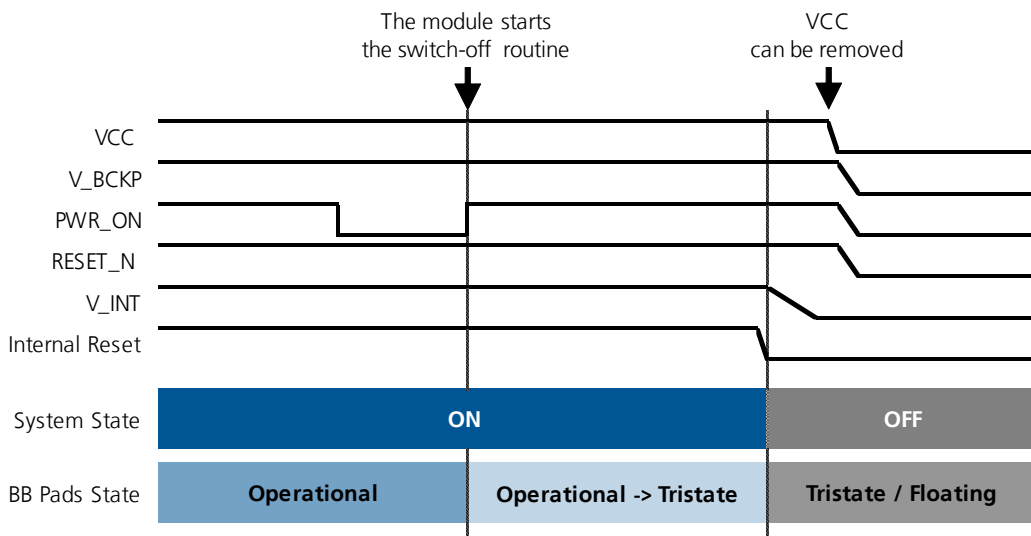 The module starts
the switch-off routine
VCC
can be removed
VCC
V_BCKP
PWR_ON
RESET_N
V_INT
Internal Reset
System State
ON
OFF
BB Pads State
Operational
Operational -> Tristate
Tristate / Floating